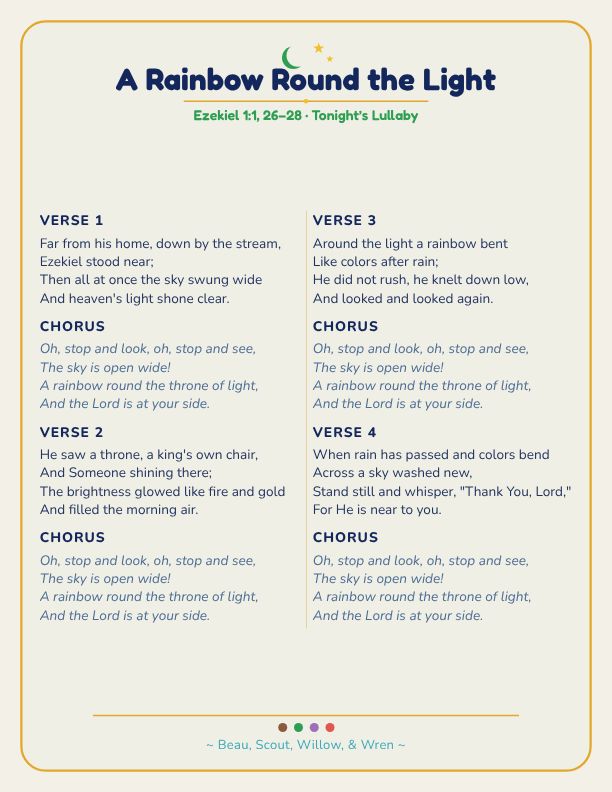 A Rainbow Round the Light
Ezekiel 1:1, 26–28 · Tonight's Lullaby
VERSE 1
Far from his home, down by the stream,
Ezekiel stood near;
Then all at once the sky swung wide
And heaven's light shone clear.
CHORUS
Oh, stop and look, oh, stop and see,
The sky is open wide!
A rainbow round the throne of light,
And the Lord is at your side.
VERSE 2
He saw a throne, a king's own chair,
And Someone shining there;
The brightness glowed like fire and gold
And filled the morning air.
CHORUS
Oh, stop and look, oh, stop and see,
The sky is open wide!
A rainbow round the throne of light,
And the Lord is at your side.
VERSE 3
Around the light a rainbow bent
Like colors after rain;
He did not rush, he knelt down low,
And looked and looked again.
CHORUS
Oh, stop and look, oh, stop and see,
The sky is open wide!
A rainbow round the throne of light,
And the Lord is at your side.
VERSE 4
When rain has passed and colors bend
Across a sky washed new,
Stand still and whisper, "Thank You, Lord,"
For He is near to you.
CHORUS
Oh, stop and look, oh, stop and see,
The sky is open wide!
A rainbow round the throne of light,
And the Lord is at your side.
~ Beau, Scout, Willow, & Wren ~